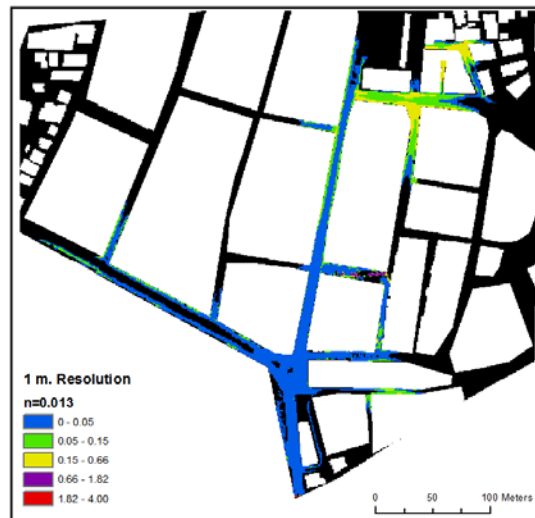 1 m. Resolution
n=0.013
0 - 0.05
0.05 - 0.15
0.15 - 0.66
0.66 - 1.82
1.82 - 4.00
0 50 100 Meters